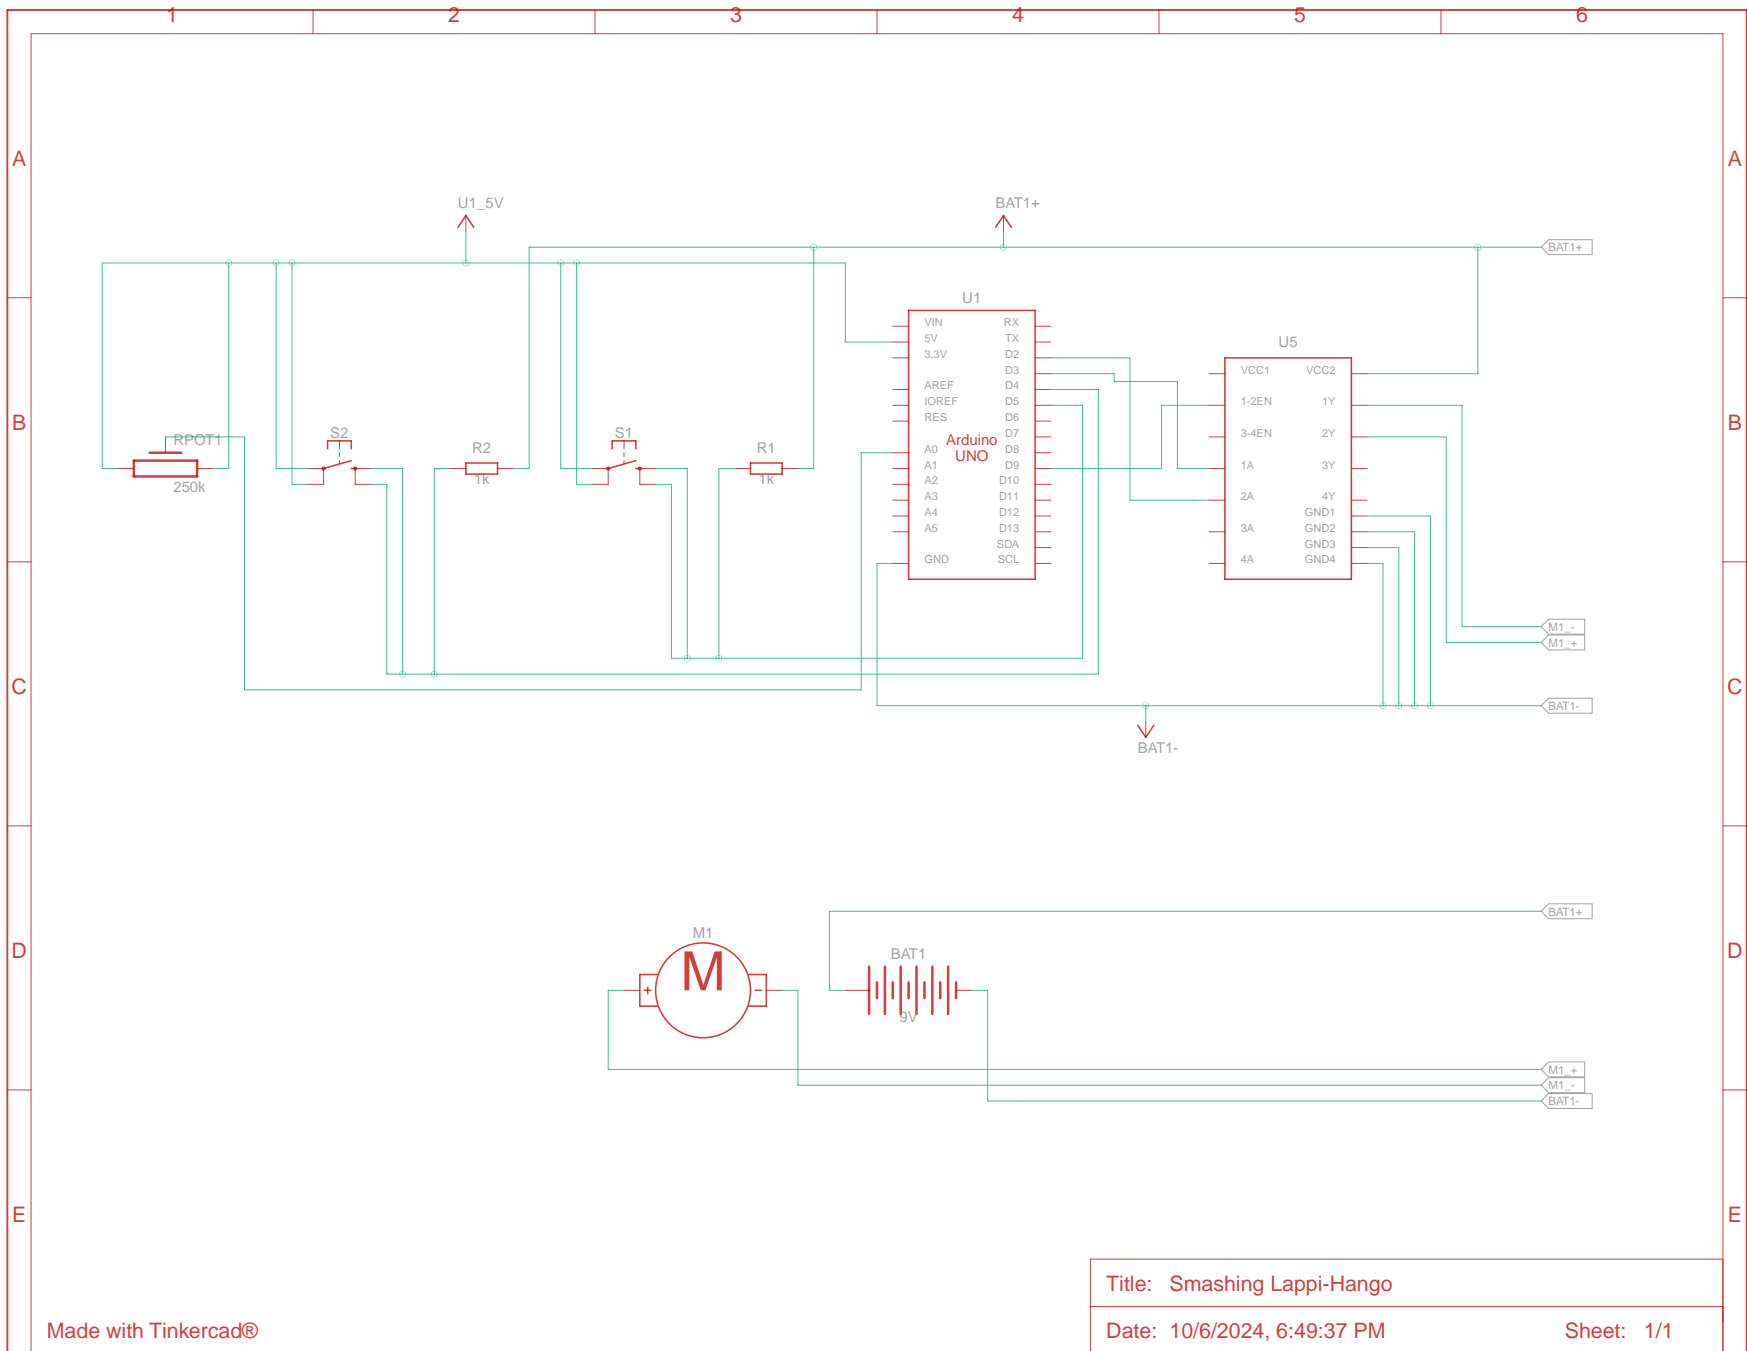 1 2 3 4 5 6
A A
U1_5V BAT1+
BAT1+
B B
U1
VIN RX
5V TX
3.3V D2
D3
AREF D4
IOREF D5
RES D6
D7
A0 D8
A1 D9
A2 D10
A3 D11
A4 D12
A5 D13
SDA
GND SCL
Arduino
UNO
U5
VCC1 VCC2
1-2EN 1Y
3-4EN 2Y
1A 3Y
2A 4Y
GND1
3A GND2
GND3
4A GND4
RPOT1
250k
S2
R2
1k
S1
R1
1k
M1_-
M1_+
C C
BAT1-
BAT1-
BAT1+
D D
M1
M
+ -
BAT1
9V
M1_+
M1_-
BAT1-
E E
Title: Smashing Lappi-Hango
Made with Tinkercad®
Date: 10/6/2024, 6:49:37 PM Sheet: 1/1